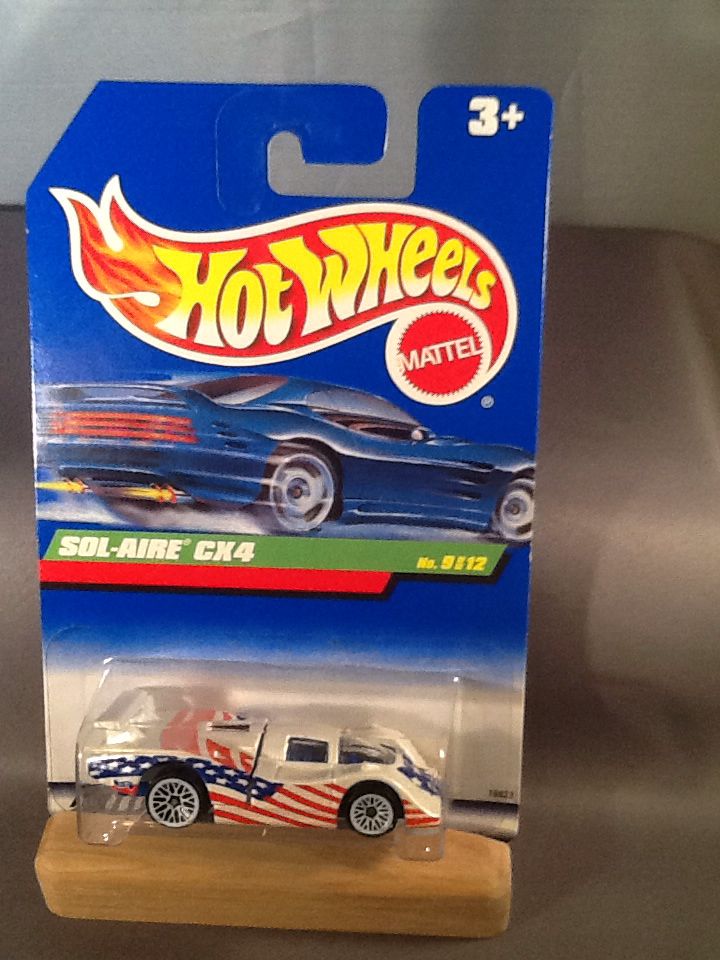 3+
HOT WHEELS
MATTEL
®
SOL-AIRE® CX4
No. 9 OF 12